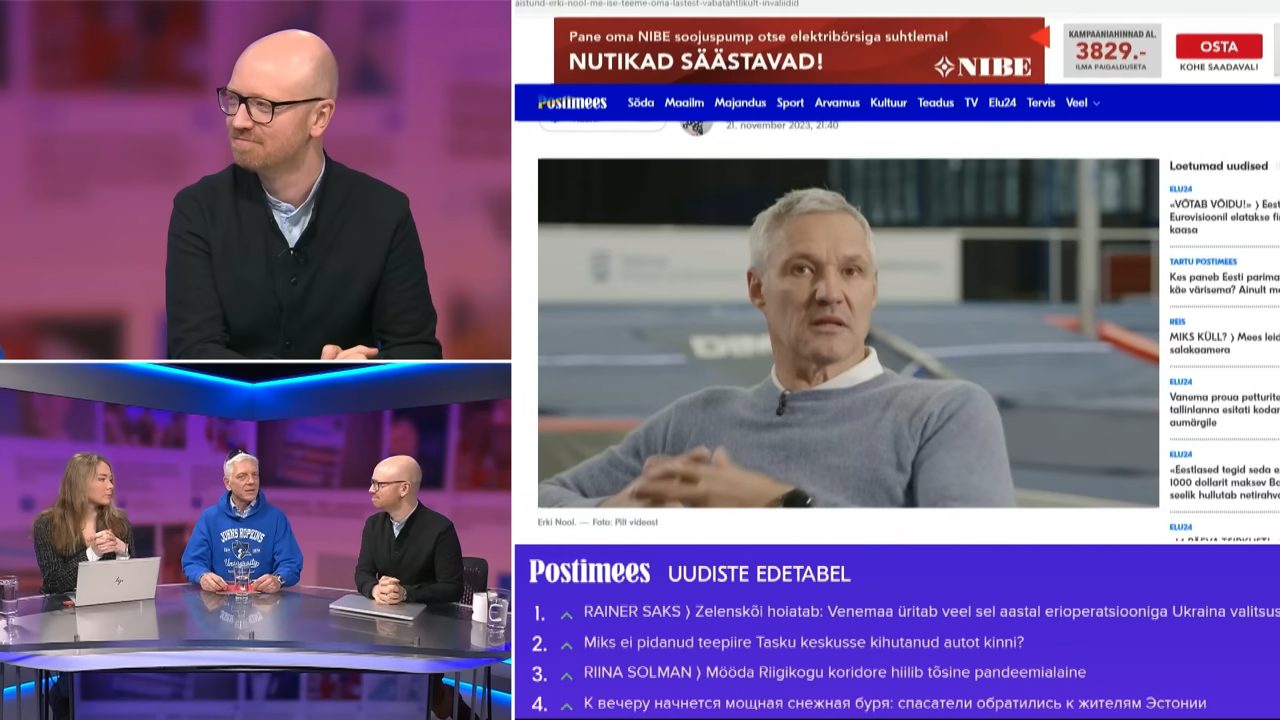 aistund-erki-nool-me-ise-teeme-oma-lastest-vabatahtlikult-invaliidid
Pane oma NIBE soojuspump otse elektribörsiga suhtlema!
NUTIKAD SÄÄSTAVAD!
NIBE
KAMPAANIAHINNAD AL.
3829.-
ILMA PAIGALDUSETA
OSTA
KOHE SAADAVAL!
Postimees
Sõda Maailm Majandus Sport Arvamus Kultuur Teadus TV Elu24 Tervis Veel
21. november 2023, 21.40
Loetumad uudised
ELU24
«VÕTAB VÕIDU!» ⟩ Eest
Eurovisioonil elatakse fi
kaasa
TARTU POSTIMEES
Kes paneb Eesti parima
käe värisema? Ainult m
REIS
MIKS KÜLL? ⟩ Mees leid
salakaamera
ELU24
Vanema proua petturite
tallinlanna esitati kodar
aumärgile
ELU24
«Eestlased tegid seda e
1000 dollarit maksev Ba
seelik hullutab netirahva
ELU24
Erki Nool. — Foto: Pilt videost
JOHNS HOPKINS
University
hp
Postimees UUDISTE EDETABEL
1. RAINER SAKS ⟩ Zelenskõi hoiatab: Venemaa üritab veel sel aastal erioperatsiooniga Ukraina valitsus
2. Miks ei pidanud teepiire Tasku keskusse kihutanud autot kinni?
3. RIINA SOLMAN ⟩ Mööda Riigikogu koridore hiilib tõsine pandeemialaine
4. К вечеру начнется мощная снежная буря: спасатели обратились к жителям Эстонии